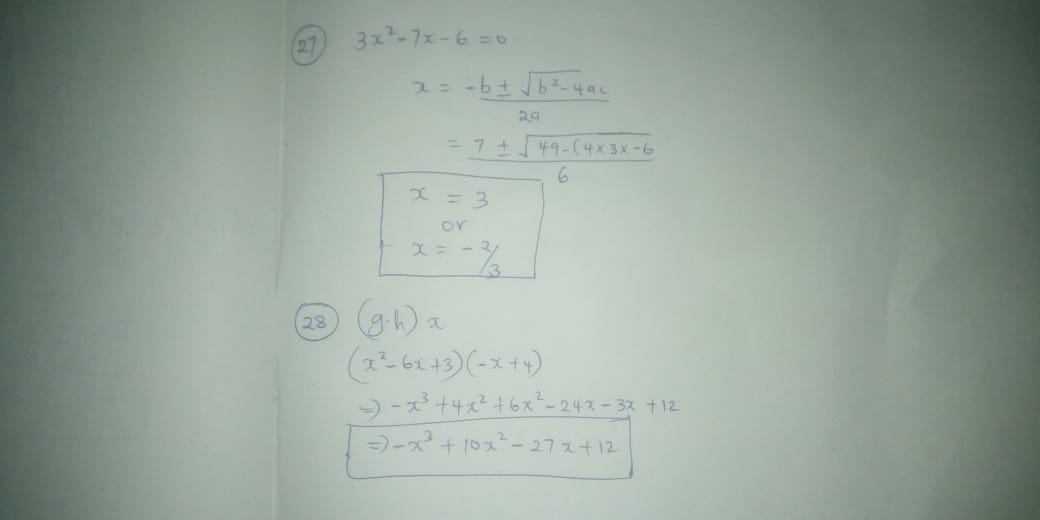 27 3x²-7x-6=0.
x = -b ± √b²-4ac
2a
= 7 ± √49-(4×3×-6
6
x = 3
or
x = -2/3
28 (g·h) x
(x²-6x+3)(-x+4)
=) -x³+4x²+6x²-24x-3x+12
=) -x³+10x²-27x+12